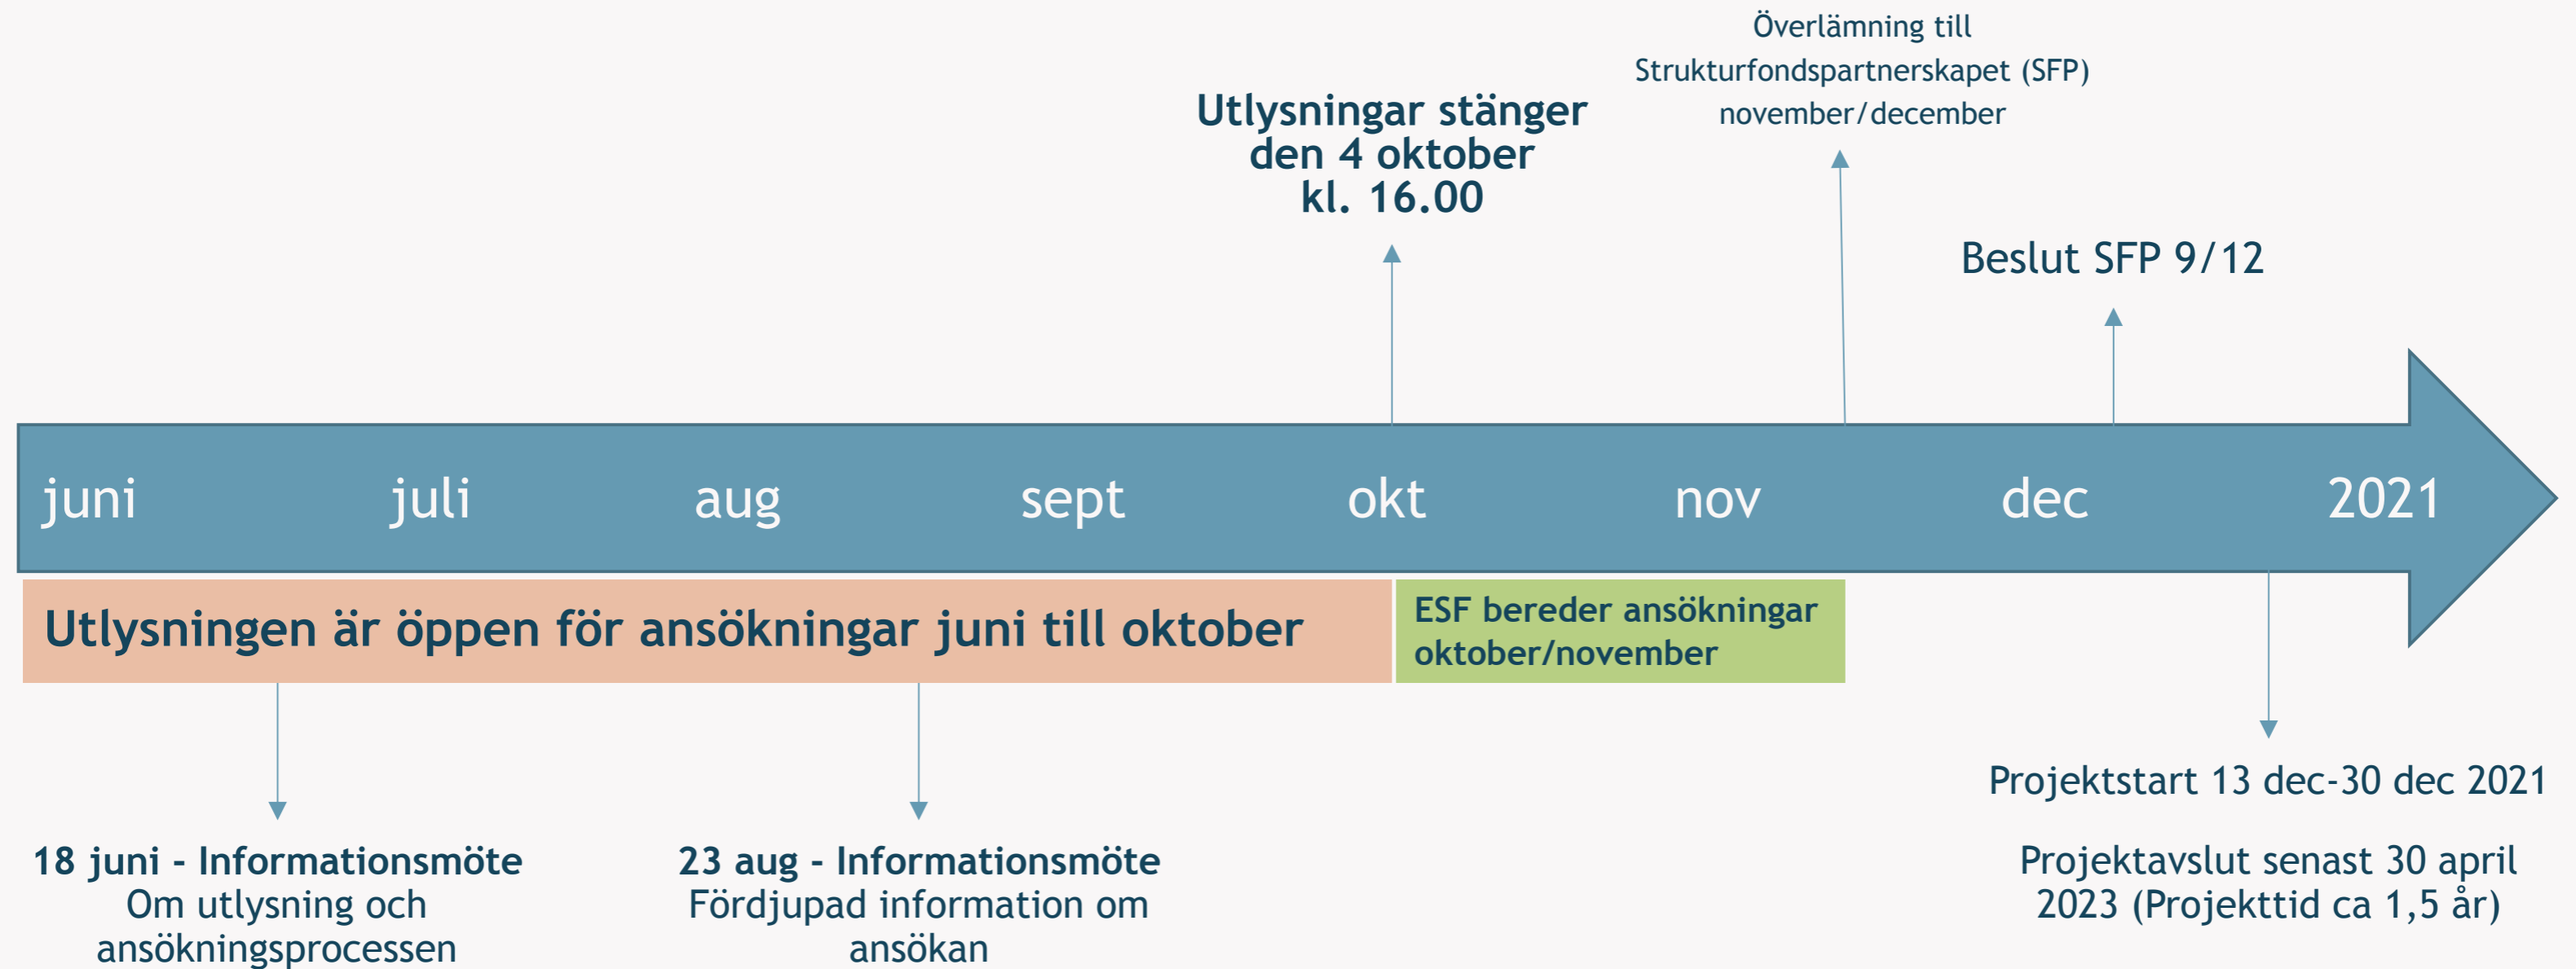 Överlämning till
Strukturfondspartnerskapet (SFP)
november/december
Utlysningar stänger
den 4 oktober
kl. 16.00
Beslut SFP 9/12
juni juli aug sept okt nov dec 2021
Utlysningen är öppen för ansökningar juni till oktober
ESF bereder ansökningar
oktober/november
18 juni - Informationsmöte
Om utlysning och
ansökningsprocessen
23 aug - Informationsmöte
Fördjupad information om
ansökan
Projektstart 13 dec-30 dec 2021
Projektavslut senast 30 april
2023 (Projekttid ca 1,5 år)